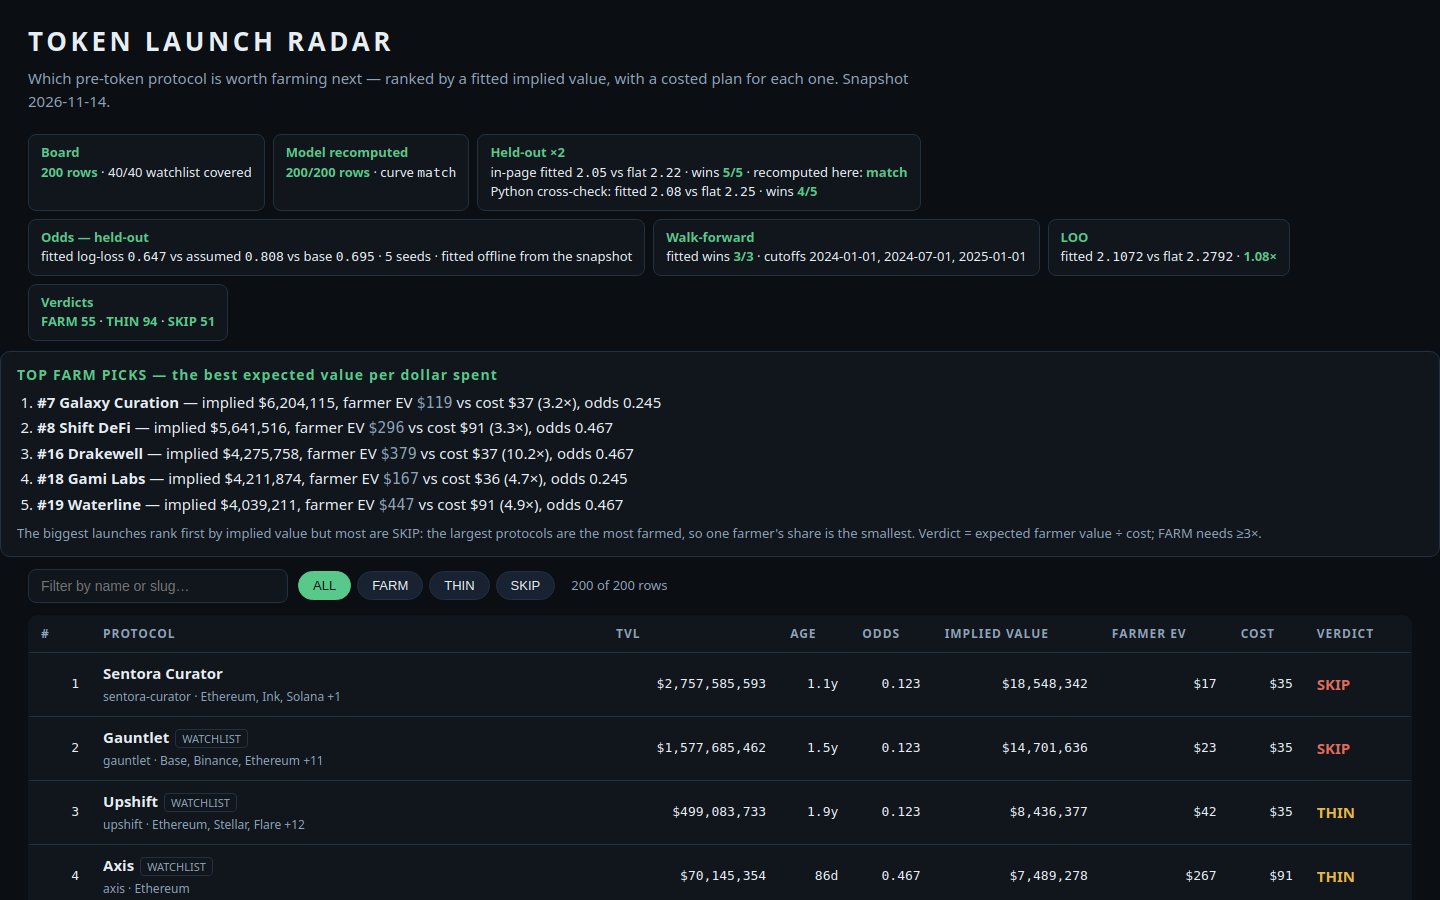 TOKEN LAUNCH RADAR
Which pre-token protocol is worth farming next — ranked by a fitted implied value, with a costed plan for each one. Snapshot
2026-11-14.
Board
200 rows · 40/40 watchlist covered
Model recomputed
200/200 rows · curve match
Held-out ×2
in-page fitted 2.05 vs flat 2.22 · wins 5/5 · recomputed here: match
Python cross-check: fitted 2.08 vs flat 2.25 · wins 4/5
Odds — held-out
fitted log-loss 0.647 vs assumed 0.808 vs base 0.695 · 5 seeds · fitted offline from the snapshot
Walk-forward
fitted wins 3/3 · cutoffs 2024-01-01, 2024-07-01, 2025-01-01
LOO
fitted 2.1072 vs flat 2.2792 · 1.08×
Verdicts
FARM 55 · THIN 94 · SKIP 51
TOP FARM PICKS — the best expected value per dollar spent
1. #7 Galaxy Curation — implied $6,204,115, farmer EV $119 vs cost $37 (3.2×), odds 0.245
2. #8 Shift DeFi — implied $5,641,516, farmer EV $296 vs cost $91 (3.3×), odds 0.467
3. #16 Drakewell — implied $4,275,758, farmer EV $379 vs cost $37 (10.2×), odds 0.467
4. #18 Gami Labs — implied $4,211,874, farmer EV $167 vs cost $36 (4.7×), odds 0.245
5. #19 Waterline — implied $4,039,211, farmer EV $447 vs cost $91 (4.9×), odds 0.467
The biggest launches rank first by implied value but most are SKIP: the largest protocols are the most farmed, so one farmer's share is the smallest. Verdict = expected farmer value ÷ cost; FARM needs ≥3×.
Filter by name or slug… ALL FARM THIN SKIP 200 of 200 rows
# PROTOCOL TVL AGE ODDS IMPLIED VALUE FARMER EV COST VERDICT
1 Sentora Curator $2,757,585,593 1.1y 0.123 $18,548,342 $17 $35 SKIP
sentora-curator · Ethereum, Ink, Solana +1
2 Gauntlet WATCHLIST $1,577,685,462 1.5y 0.123 $14,701,636 $23 $35 SKIP
gauntlet · Base, Binance, Ethereum +11
3 Upshift WATCHLIST $499,083,733 1.9y 0.123 $8,436,377 $42 $35 THIN
upshift · Ethereum, Stellar, Flare +12
4 Axis WATCHLIST $70,145,354 86d 0.467 $7,489,278 $267 $91 THIN
axis · Ethereum